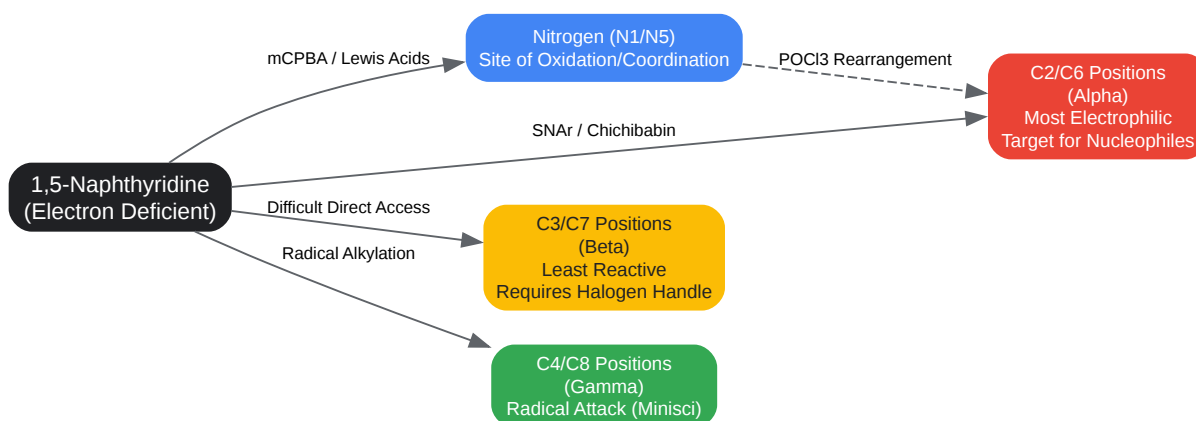 mCPBA / Lewis Acids
Nitrogen (N1/N5)
Site of Oxidation/Coordination
POCl3 Rearrangement
C2/C6 Positions
(Alpha)
Most Electrophilic
Target for Nucleophiles
SNAr / Chichibabin
1,5-Naphthyridine
(Electron Deficient)
Difficult Direct Access
C3/C7 Positions
(Beta)
Least Reactive
Requires Halogen Handle
Radical Alkylation
C4/C8 Positions
(Gamma)
Radical Attack (Minisci)